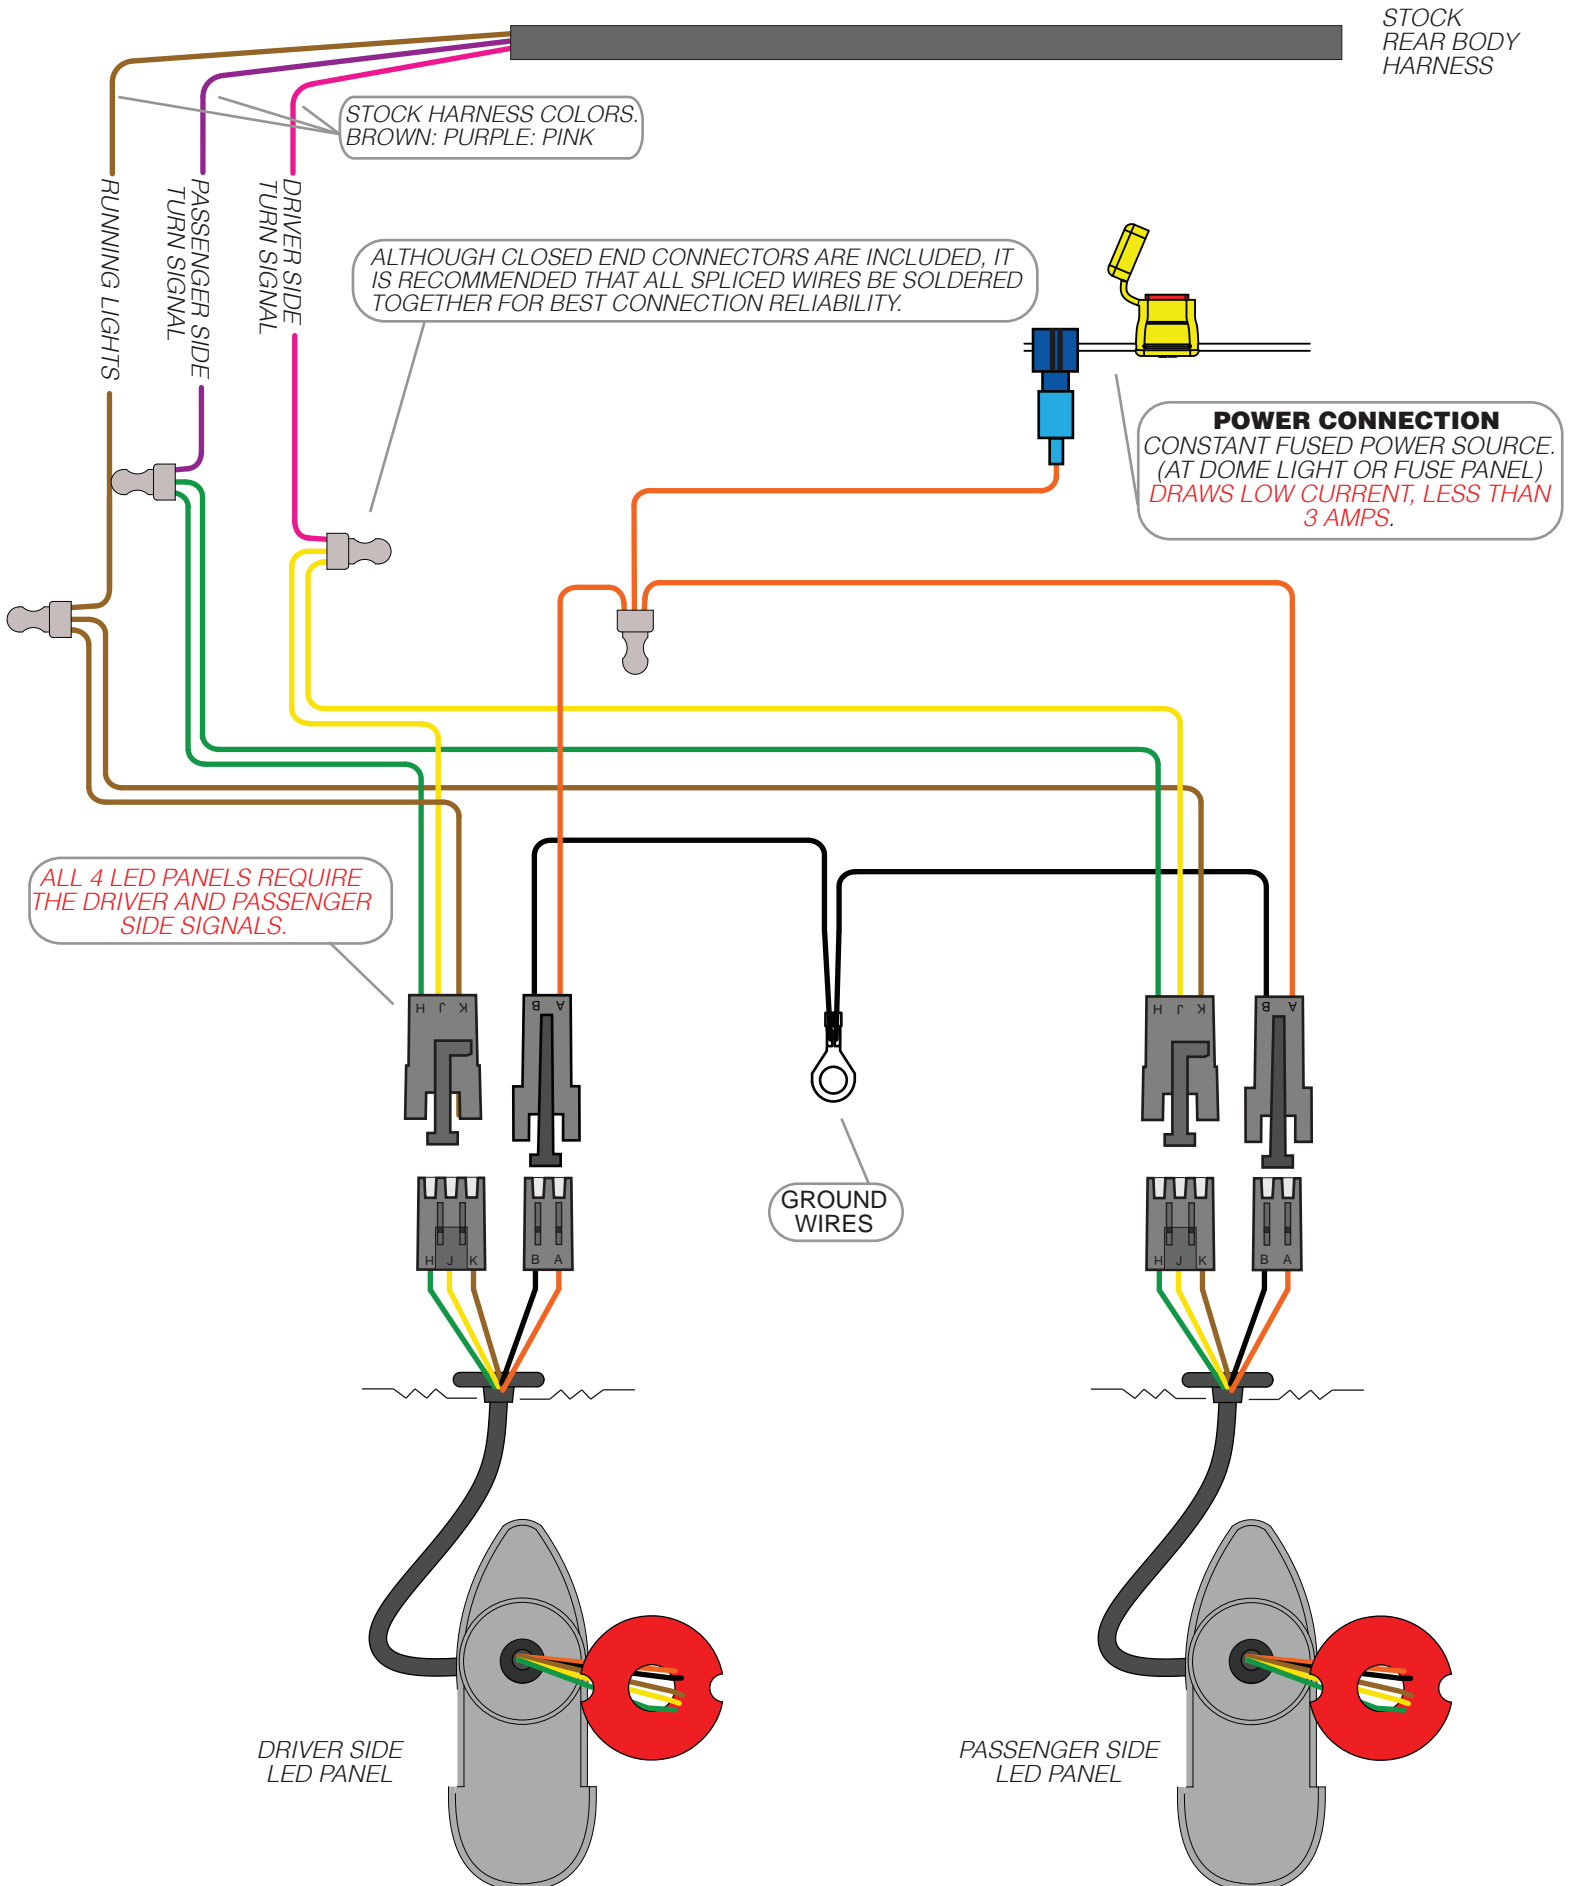 STOCK
REAR BODY
HARNESS
STOCK HARNESS COLORS.
BROWN: PURPLE: PINK
RUNNING LIGHTS
PASSENGER SIDE
TURN SIGNAL
DRIVER SIDE
TURN SIGNAL
ALTHOUGH CLOSED END CONNECTORS ARE INCLUDED, IT
IS RECOMMENDED THAT ALL SPLICED WIRES BE SOLDERED
TOGETHER FOR BEST CONNECTION RELIABILITY.
POWER CONNECTION
CONSTANT FUSED POWER SOURCE.
(AT DOME LIGHT OR FUSE PANEL)
DRAWS LOW CURRENT, LESS THAN
3 AMPS.
ALL 4 LED PANELS REQUIRE
THE DRIVER AND PASSENGER
SIDE SIGNALS.
H J K
B A
H J K
B A
GROUND
WIRES
H J K
B A
H J K
B A
DRIVER SIDE
LED PANEL
PASSENGER SIDE
LED PANEL